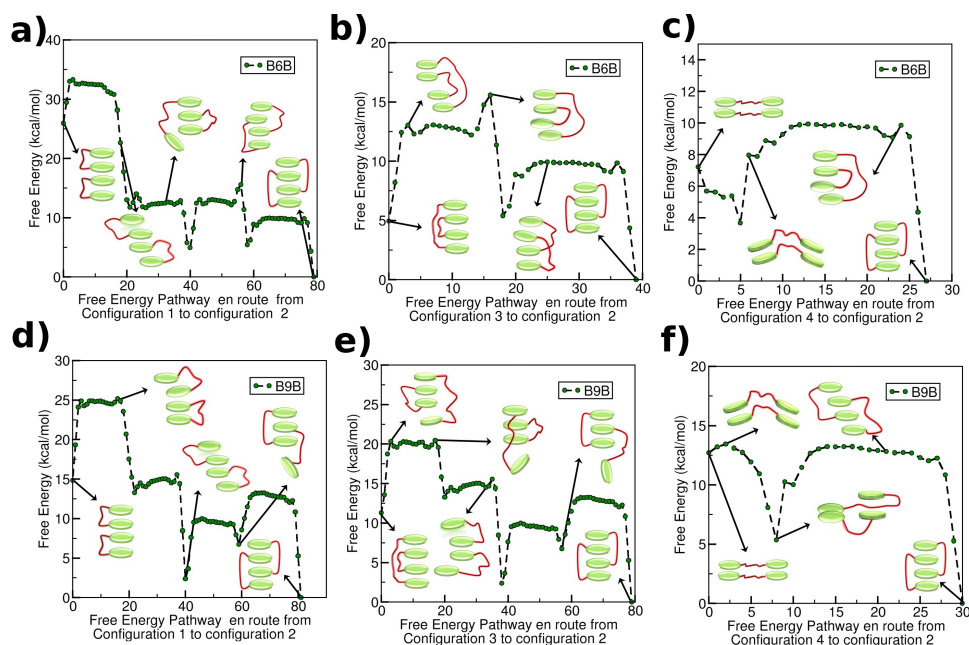 a)
B6B
Free Energy (kcal/mol)
40
30
20
10
0
0 20 40 60 80
Free Energy Pathway en route from
Configuration 1 to configuration 2
b)
B6B
Free Energy (kcal/mol)
20
15
10
5
0
0 10 20 30 40
Free Energy Pathway en route from
Configuration 3 to configuration 2
c)
B6B
Free Energy (kcal/mol)
14
12
10
8
6
4
2
0
0 5 10 15 20 25 30
Free Energy Pathway en route from
Configuration 4 to configuration 2
d)
B9B
Free Energy (kcal/mol)
30
25
20
15
10
5
0
0 20 40 60 80
Free Energy Pathway en route from
Configuration 1 to configuration 2
e)
B9B
Free Energy (kcal/mol)
30
25
20
15
10
5
0
0 20 40 60 80
Free Energy Pathway en route from
Configuration 3 to configuration 2
f)
B9B
Free Energy (kcal/mol)
20
15
10
5
0
0 5 10 15 20 25 30
Free Energy Pathway en route from
Configuration 4 to configuration 2